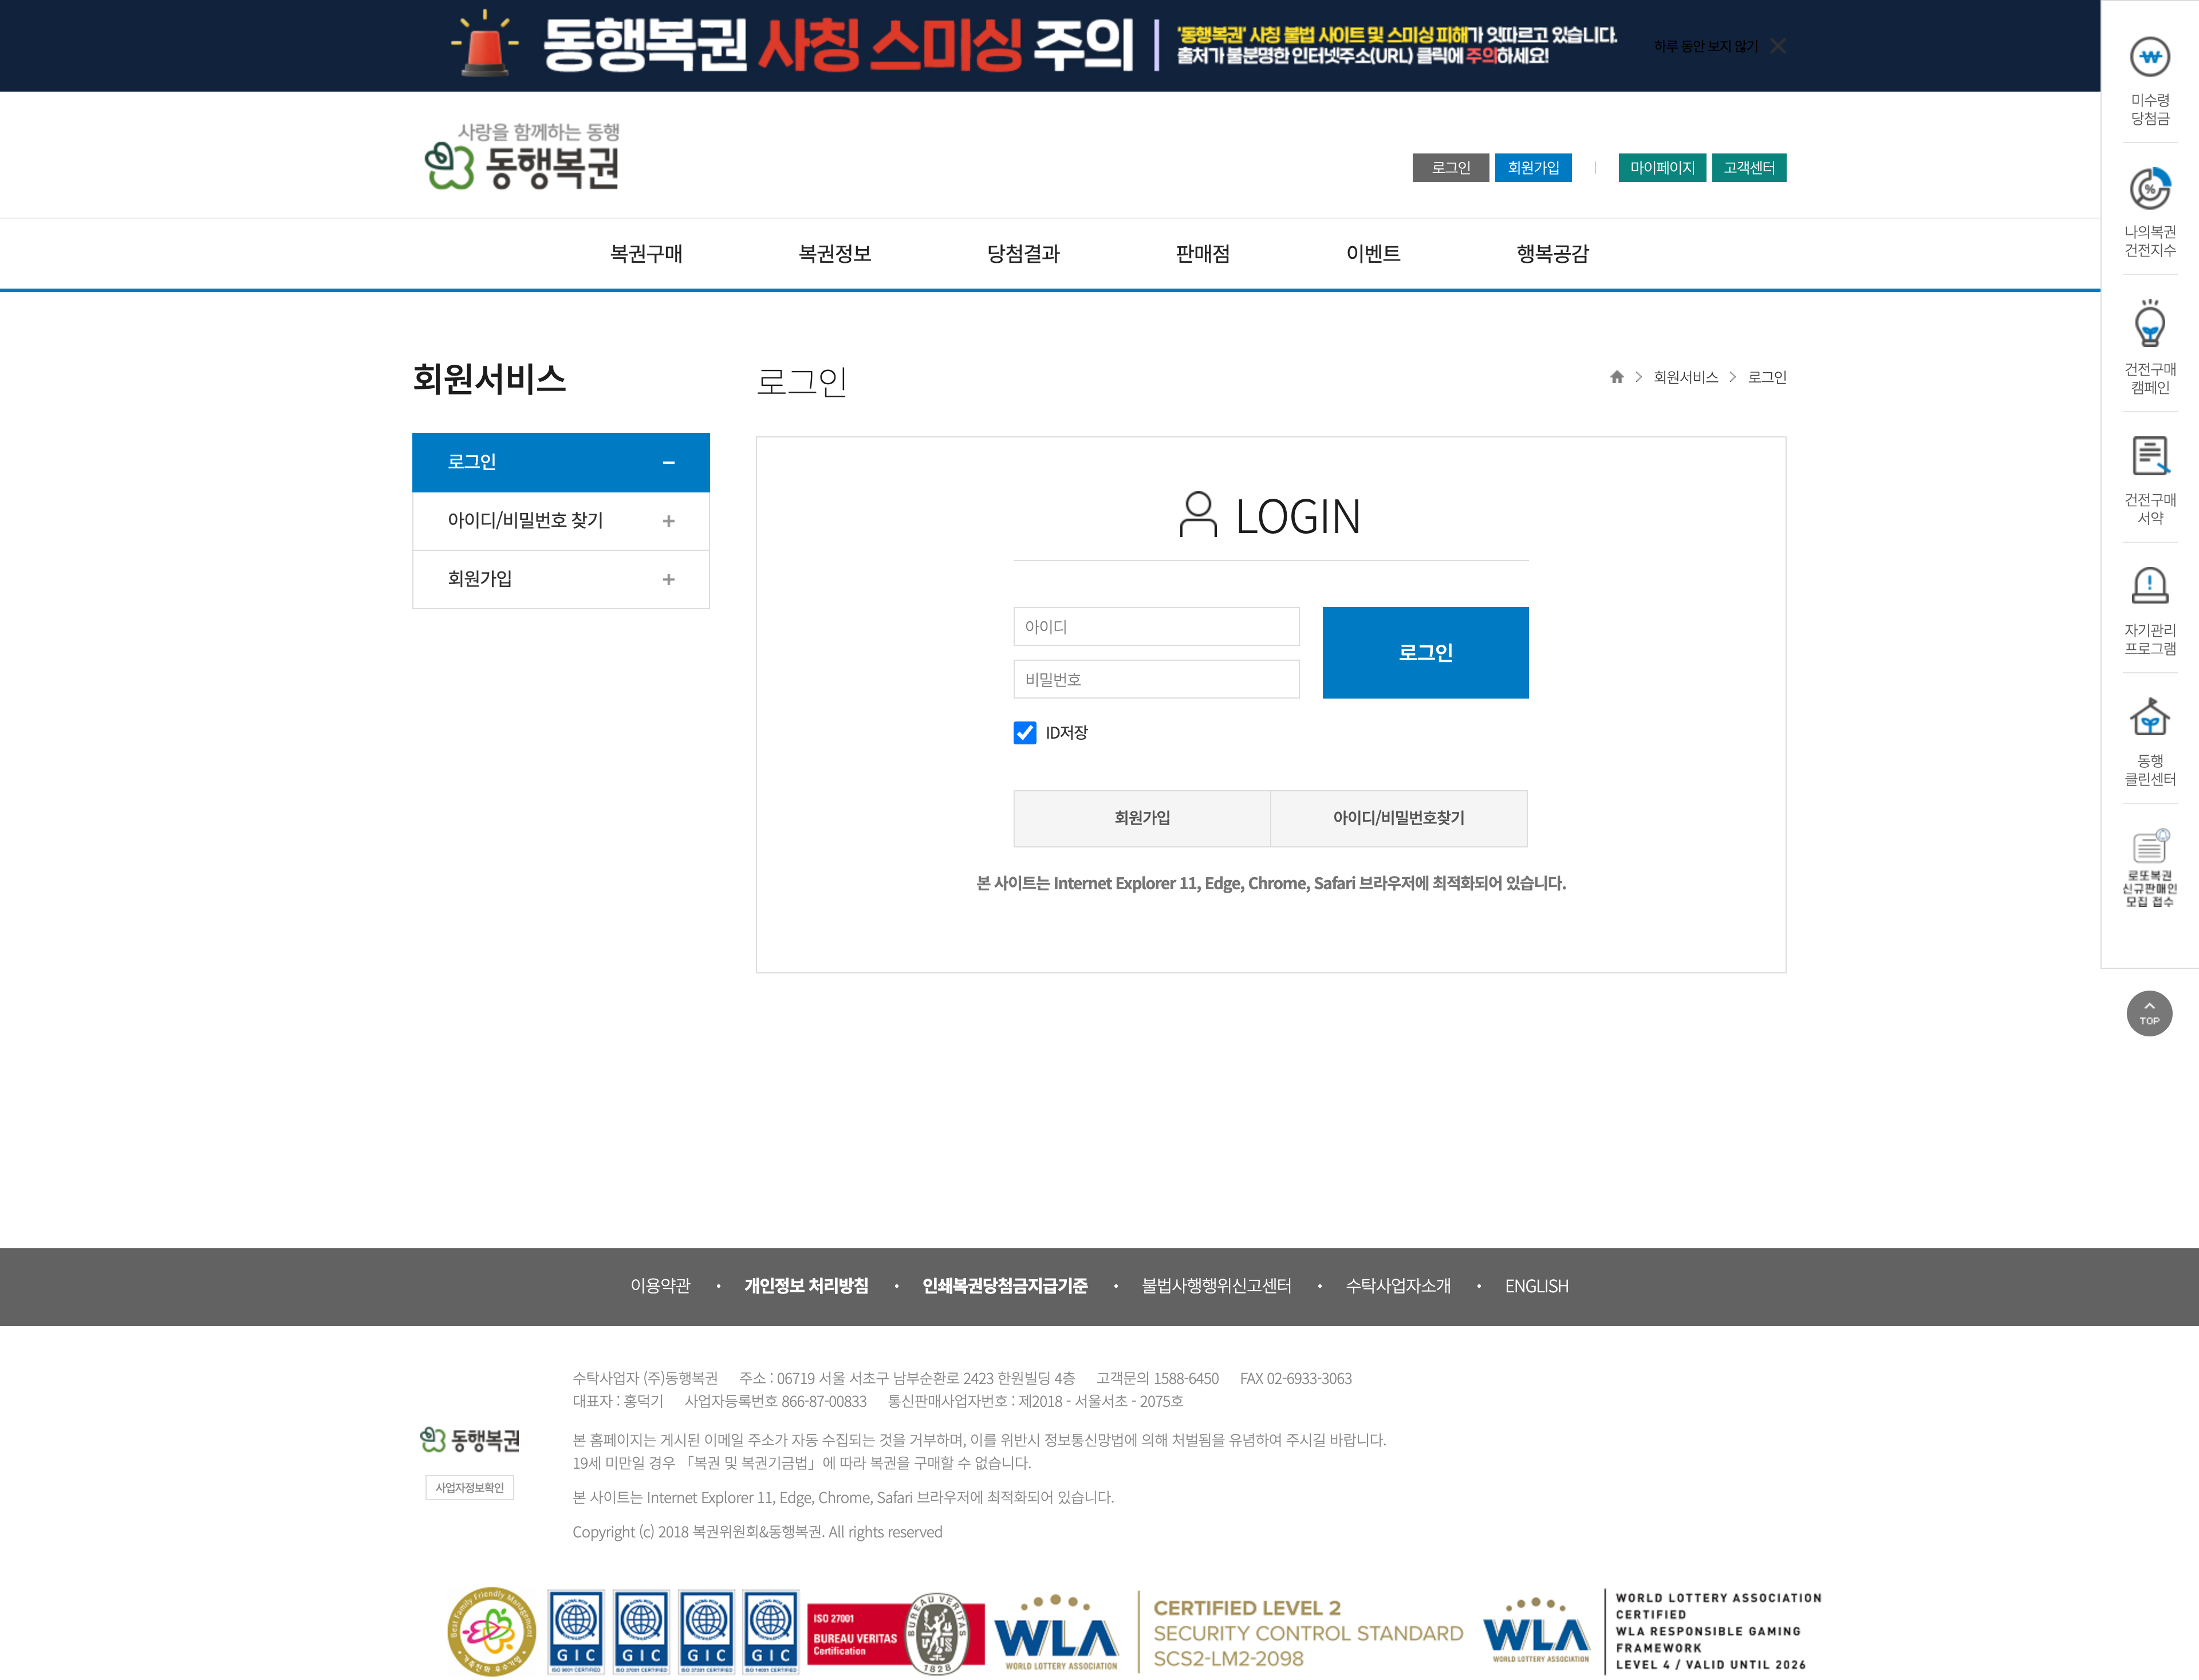 동행복권 사칭 스미싱 주의
'동행복권' 사칭 불법 사이트 및 스미싱 피해가 잇따르고 있습니다.
출처가 불분명한 인터넷주소(URL) 클릭에 주의하세요!
하루 동안 보지 않기
사랑을 함께하는 동행
동행복권
로그인 회원가입 | 마이페이지 고객센터
복권구매 복권정보 당첨결과 판매점 이벤트 행복공감
회원서비스
로그인
아이디/비밀번호 찾기
회원가입
로그인
회원서비스 > 로그인
LOGIN
아이디
비밀번호
로그인
ID저장
회원가입 아이디/비밀번호찾기
본 사이트는 Internet Explorer 11, Edge, Chrome, Safari 브라우저에 최적화되어 있습니다.
미수령
당첨금
나의복권
건전지수
건전구매
캠페인
건전구매
서약
자기관리
프로그램
동행
클린센터
로또복권
신규판매인
모집 접수
TOP
이용약관 • 개인정보 처리방침 • 인쇄복권당첨금지급기준 • 불법사행행위신고센터 • 수탁사업자소개 • ENGLISH
동행복권
사업자정보확인
수탁사업자 (주)동행복권 주소 : 06719 서울 서초구 남부순환로 2423 한원빌딩 4층 고객문의 1588-6450 FAX 02-6933-3063
대표자 : 홍덕기 사업자등록번호 866-87-00833 통신판매사업자번호 : 제2018 - 서울서초 - 2075호
본 홈페이지는 게시된 이메일 주소가 자동 수집되는 것을 거부하며, 이를 위반시 정보통신망법에 의해 처벌됨을 유념하여 주시길 바랍니다.
19세 미만일 경우 「복권 및 복권기금법」에 따라 복권을 구매할 수 없습니다.
본 사이트는 Internet Explorer 11, Edge, Chrome, Safari 브라우저에 최적화되어 있습니다.
Copyright (c) 2018 복권위원회&동행복권. All rights reserved
Best Family Friendly Management
가족친화 우수기업
GIC
ISO 9001 CERTIFIED
GIC
ISO 37001 CERTIFIED
GIC
ISO 37301 CERTIFIED
GIC
ISO 14001 CERTIFIED
ISO 27001
BUREAU VERITAS
Certification
BUREAU VERITAS
1828
WLA
WORLD LOTTERY ASSOCIATION
CERTIFIED LEVEL 2
SECURITY CONTROL STANDARD
SCS2-LM2-2098
WLA
WORLD LOTTERY ASSOCIATION
WORLD LOTTERY ASSOCIATION
CERTIFIED
WLA RESPONSIBLE GAMING
FRAMEWORK
LEVEL 4 / VALID UNTIL 2026